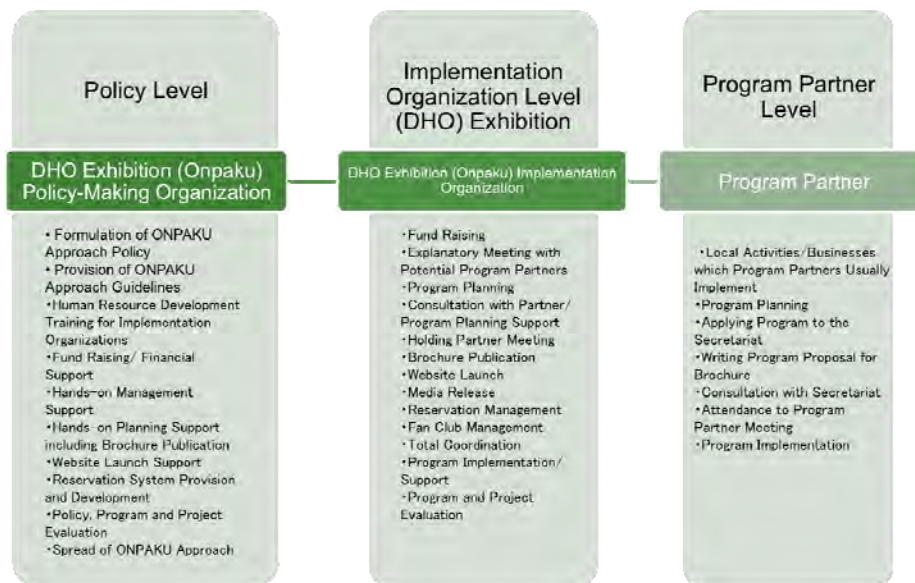 Policy Level
DHO Exhibition (Onpaku)
Policy-Making Organization
• Formulation of ONPAKU
Approach Policy
• Provision of ONPAKU
Approach Guidelines
•Human Resource Development
Training for Implementation
Organizations
•Fund Raising/ Financial
Support
•Hands-on Management
Support
•Hands-on Planning Support
including Brochure Publication
•Website Launch Support
•Reservation System Provision
and Development
•Policy, Program and Project
Evaluation
•Spread of ONPAKU Approach
Implementation
Organization Level
(DHO) Exhibition
DHO Exhibition (Onpaku) Implementation
Organization
•Fund Raising
•Explanatory Meeting with
Potential Program Partners
•Program Planning
•Consultation with Partner/
Program Planning Support
•Holding Partner Meeting
•Brochure Publication
•Website Launch
•Media Release
•Reservation Management
•Fan Club Management
•Total Coordination
•Program Implementation/
Support
•Program and Project
Evaluation
Program Partner
Level
Program Partner
•Local Activities/Businesses
which Program Partners Usually
Implement
•Program Planning
•Applying Program to the
Secretariat
•Writing Program Proposal for
Brochure
•Consultation with Secretariat
•Attendance to Program
Partner Meeting
•Program Implementation